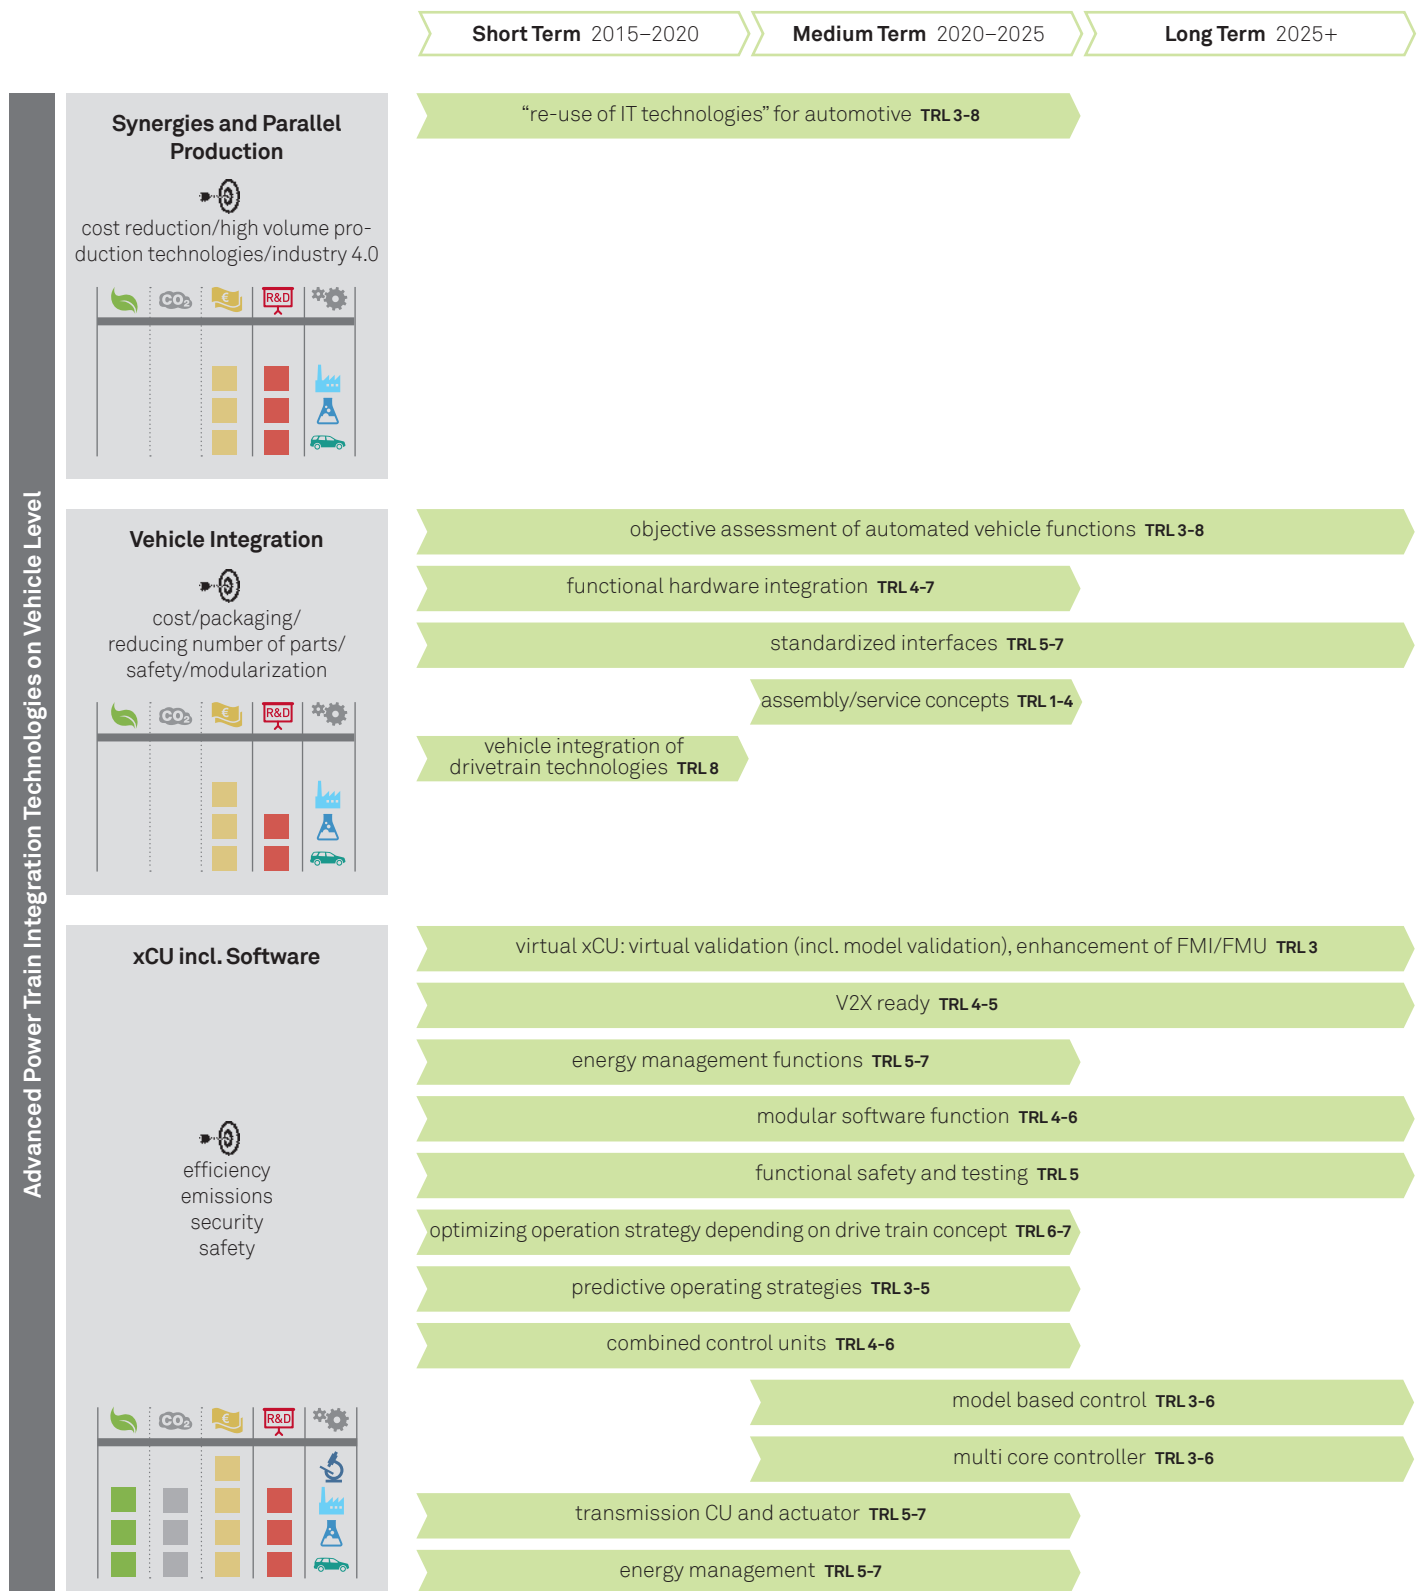 Short Term 2015–2020
Medium Term 2020–2025
Long Term 2025+
Advanced Power Train Integration Technologies on Vehicle Level
Synergies and Parallel
Production
cost reduction/high volume pro-
duction technologies/industry 4.0
CO2
€
R&D
"re-use of IT technologies" for automotive TRL 3-8
Vehicle Integration
cost/packaging/
reducing number of parts/
safety/modularization
CO2
€
R&D
objective assessment of automated vehicle functions TRL 3-8
functional hardware integration TRL 4-7
standardized interfaces TRL 5-7
assembly/service concepts TRL 1-4
vehicle integration of
drivetrain technologies TRL 8
xCU incl. Software
efficiency
emissions
security
safety
CO2
€
R&D
virtual xCU: virtual validation (incl. model validation), enhancement of FMI/FMU TRL 3
V2X ready TRL 4-5
energy management functions TRL 5-7
modular software function TRL 4-6
functional safety and testing TRL 5
optimizing operation strategy depending on drive train concept TRL 6-7
predictive operating strategies TRL 3-5
combined control units TRL 4-6
model based control TRL 3-6
multi core controller TRL 3-6
transmission CU and actuator TRL 5-7
energy management TRL 5-7